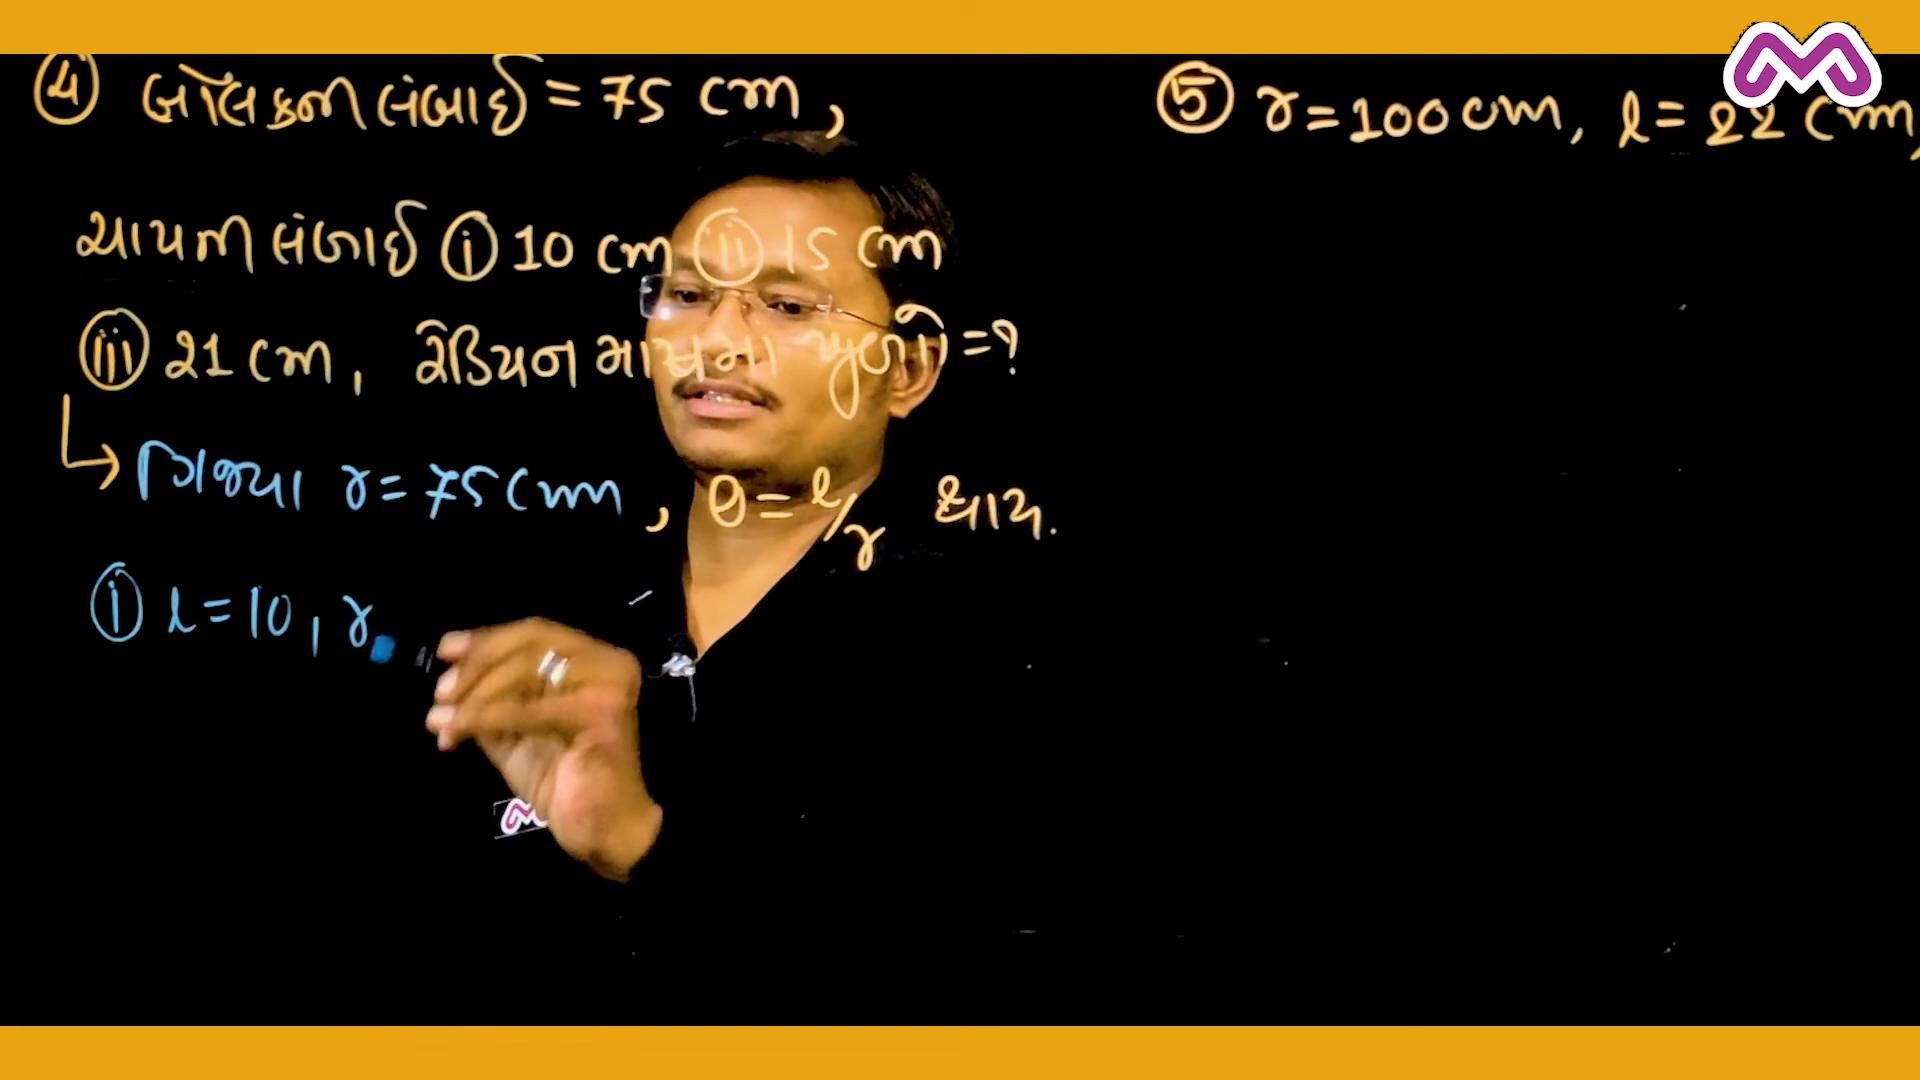 ④ લોલકની લંબાઈ = 75 cm,
ચાપની લંબાઈ ⓘ 10 cm ⓘⓘ 15 cm
ⓘⓘⓘ 21 cm, રેડિયન માપમાં ખૂણો = ?
↳ ત્રિજ્યા r = 75 cm, θ = l/r થાય.
ⓘ l = 10, r
⑤ r = 100 cm, l = 22 cm,